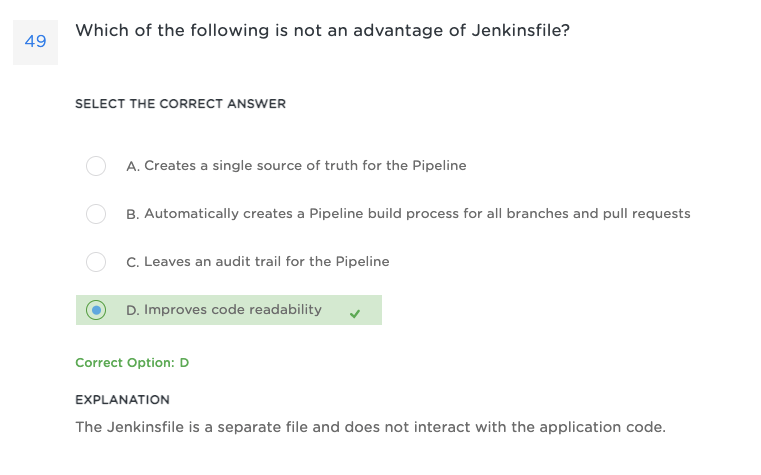 49
Which of the following is not an advantage of Jenkinsfile?
SELECT THE CORRECT ANSWER
A. Creates a single source of truth for the Pipeline
B. Automatically creates a Pipeline build process for all branches and pull requests
C. Leaves an audit trail for the Pipeline
D. Improves code readability
Correct Option: D
EXPLANATION
The Jenkinsfile is a separate file and does not interact with the application code.